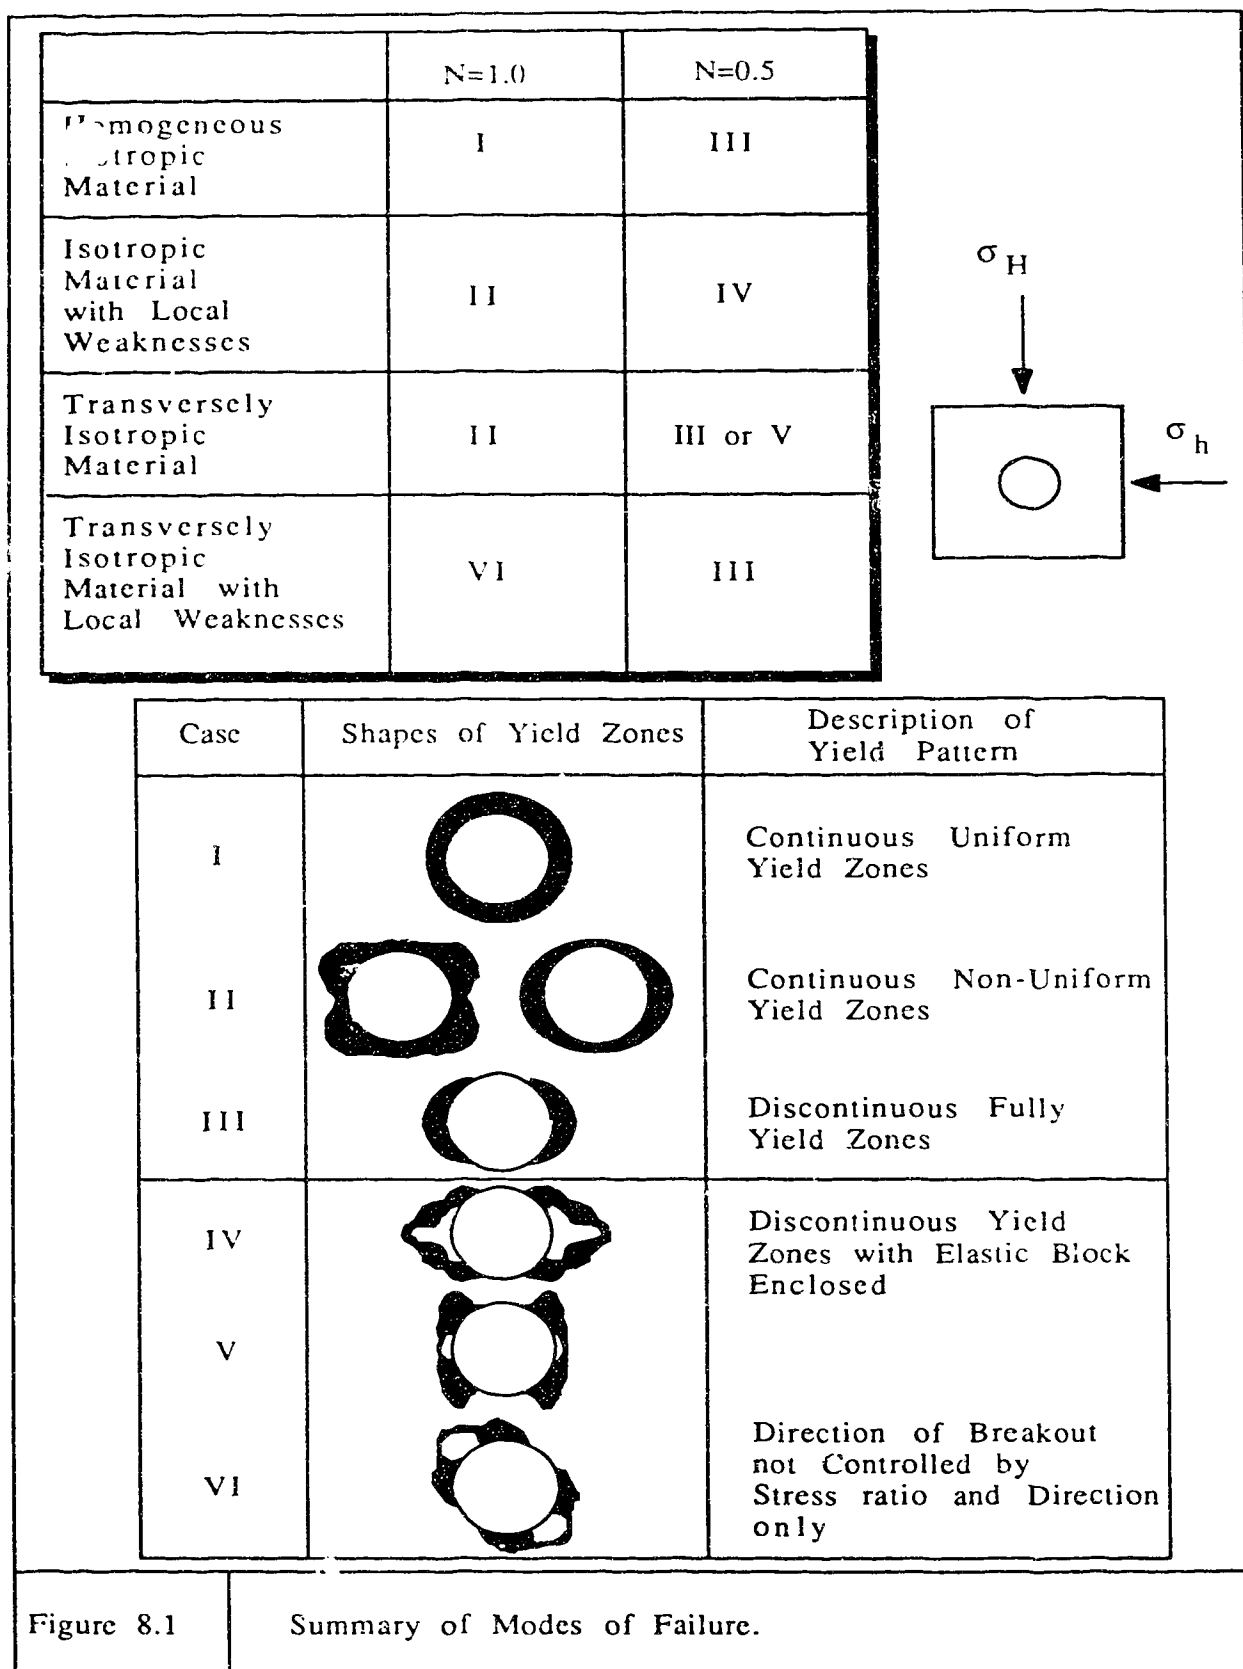 N=1.0 N=0.5
Material
I III
Isotropic
Material
with Local
Weaknesses
II IV
Transversely
Isotropic
Material
II III or V
Transversely
Isotropic
Material with
Local Weaknesses
VI III
σH
σh
Case Shapes of Yield Zones Description of
Yield Pattern
I Continuous Uniform
Yield Zones
II Continuous Non-Uniform
Yield Zones
III Discontinuous Fully
Yield Zones
IV Discontinuous Yield
Zones with Elastic Block
Enclosed
V
VI Direction of Breakout
not Controlled by
Stress ratio and Direction
only
Figure 8.1 Summary of Modes of Failure.